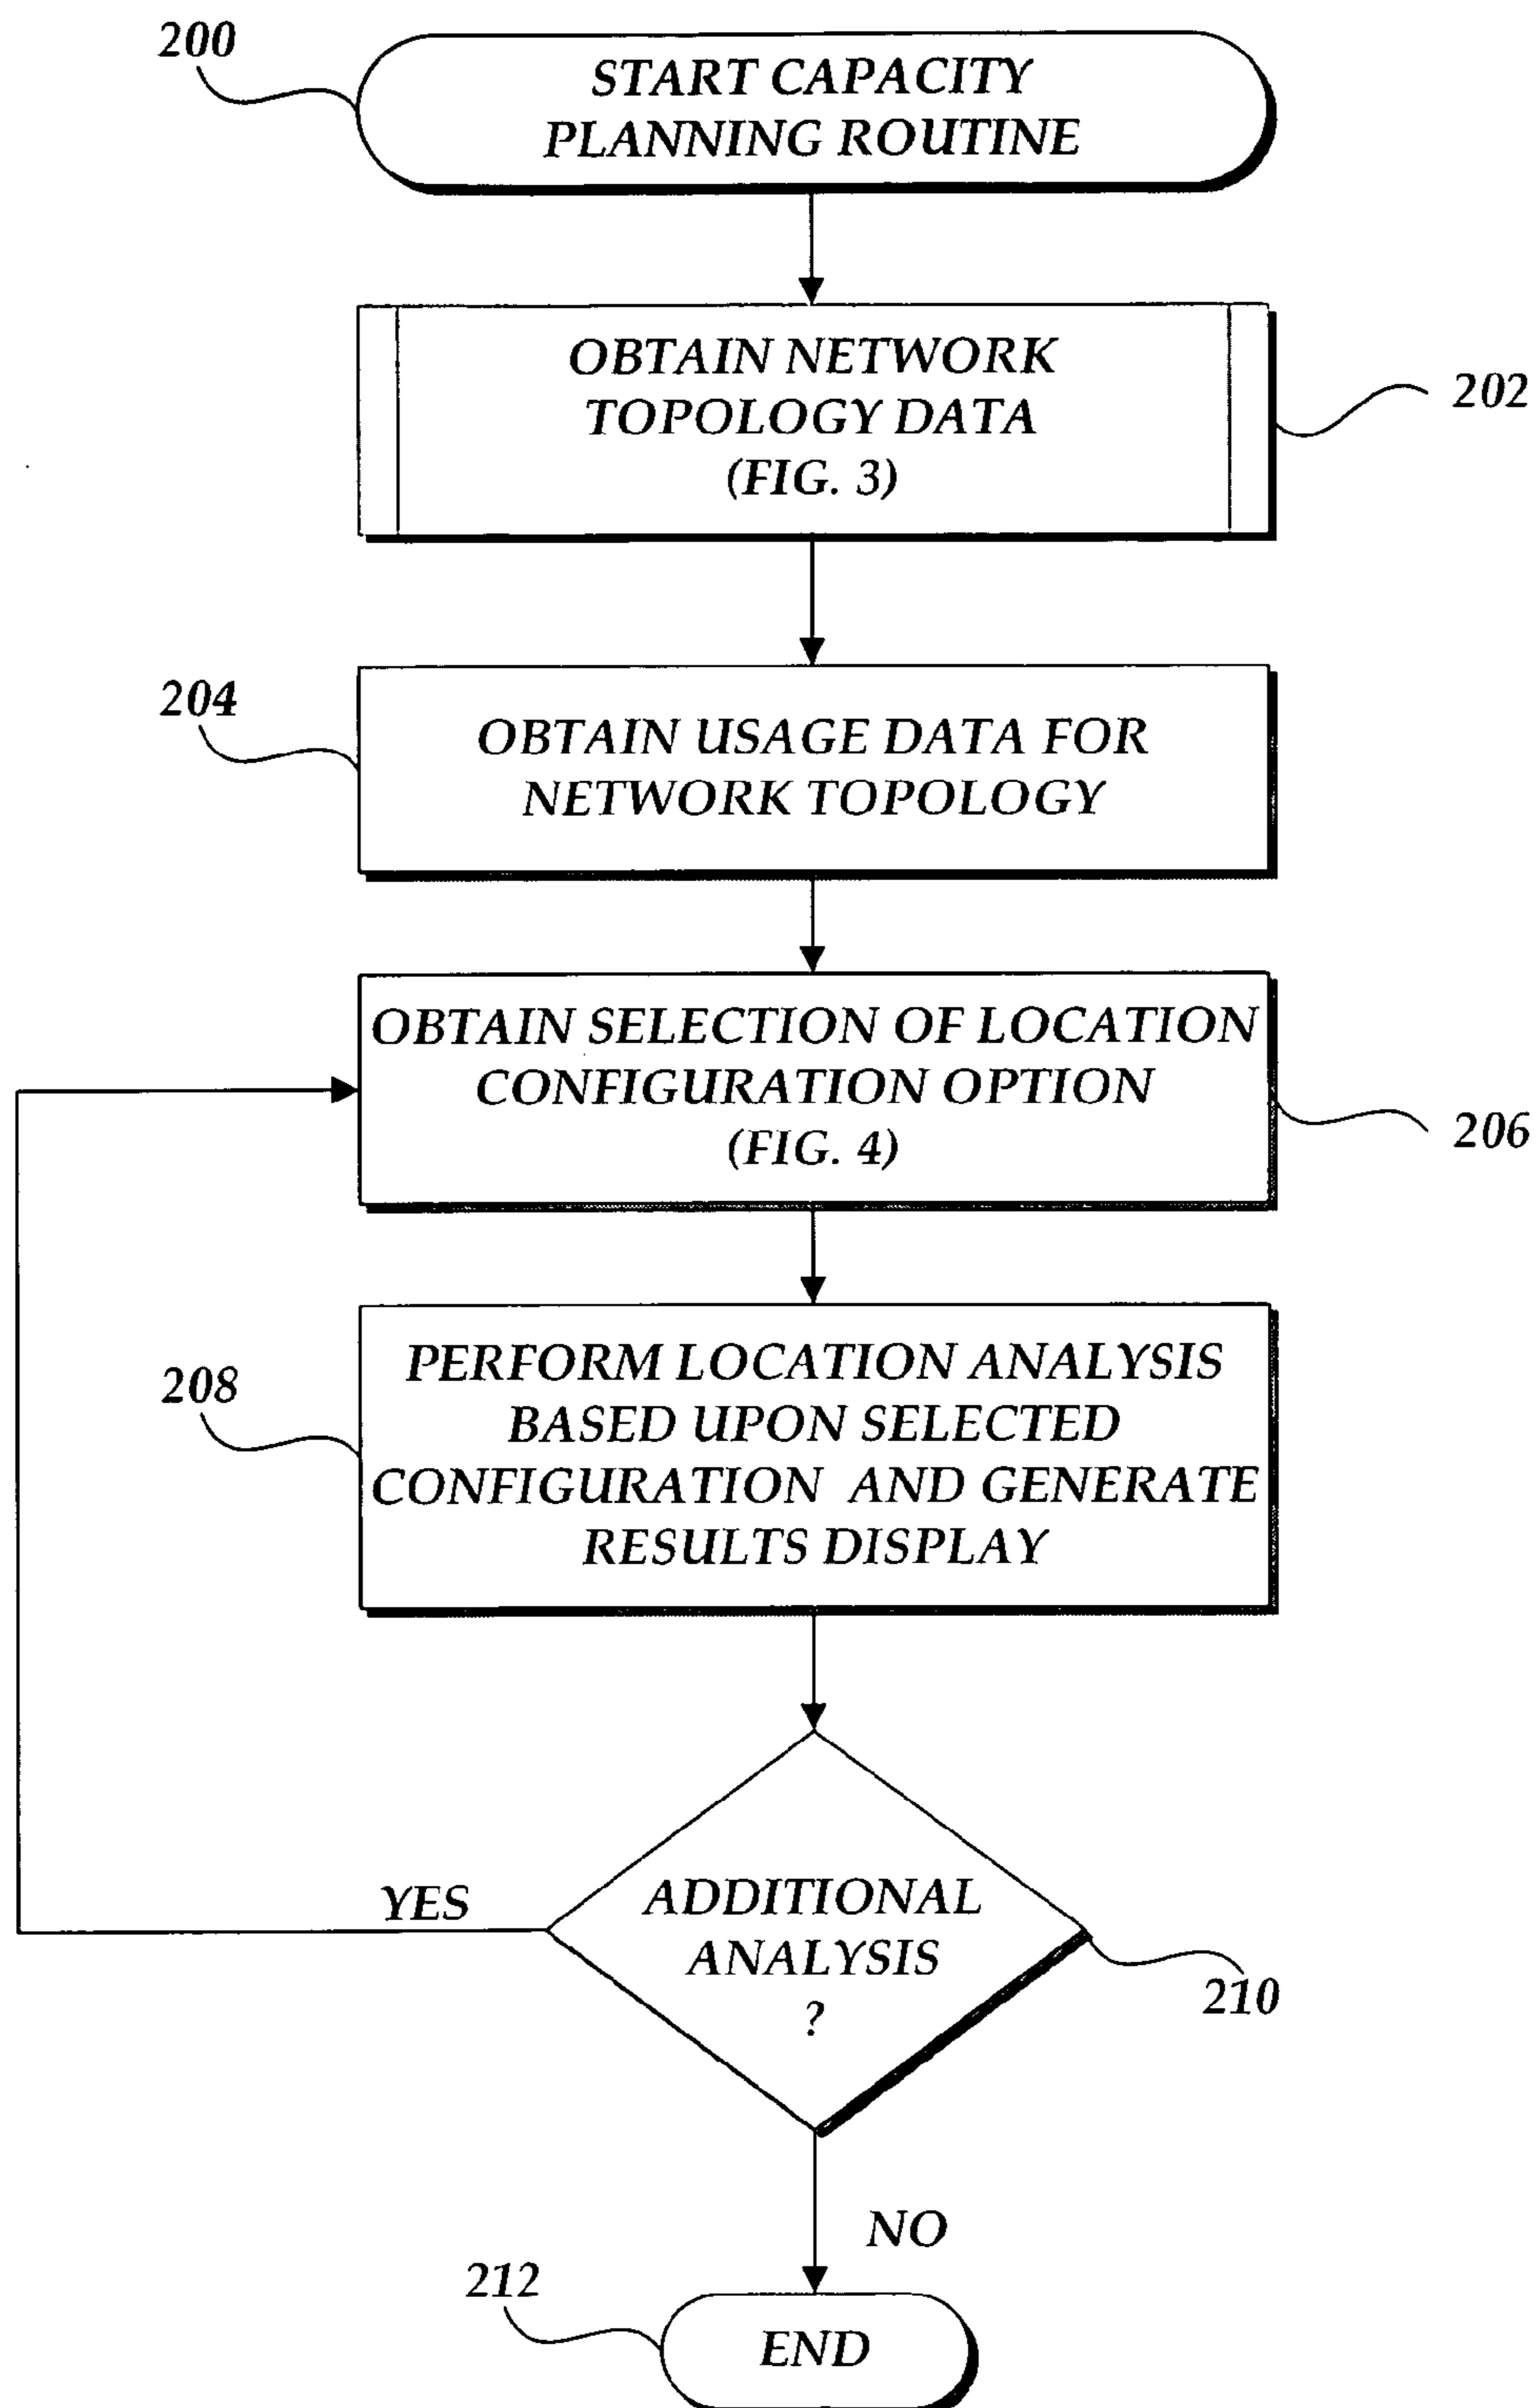 200
START CAPACITY
PLANNING ROUTINE
OBTAIN NETWORK
TOPOLOGY DATA
(FIG. 3)
202
204
OBTAIN USAGE DATA FOR
NETWORK TOPOLOGY
OBTAIN SELECTION OF LOCATION
CONFIGURATION OPTION
(FIG. 4)
206
208
PERFORM LOCATION ANALYSIS
BASED UPON SELECTED
CONFIGURATION AND GENERATE
RESULTS DISPLAY
YES
ADDITIONAL
ANALYSIS
?
210
NO
212
END